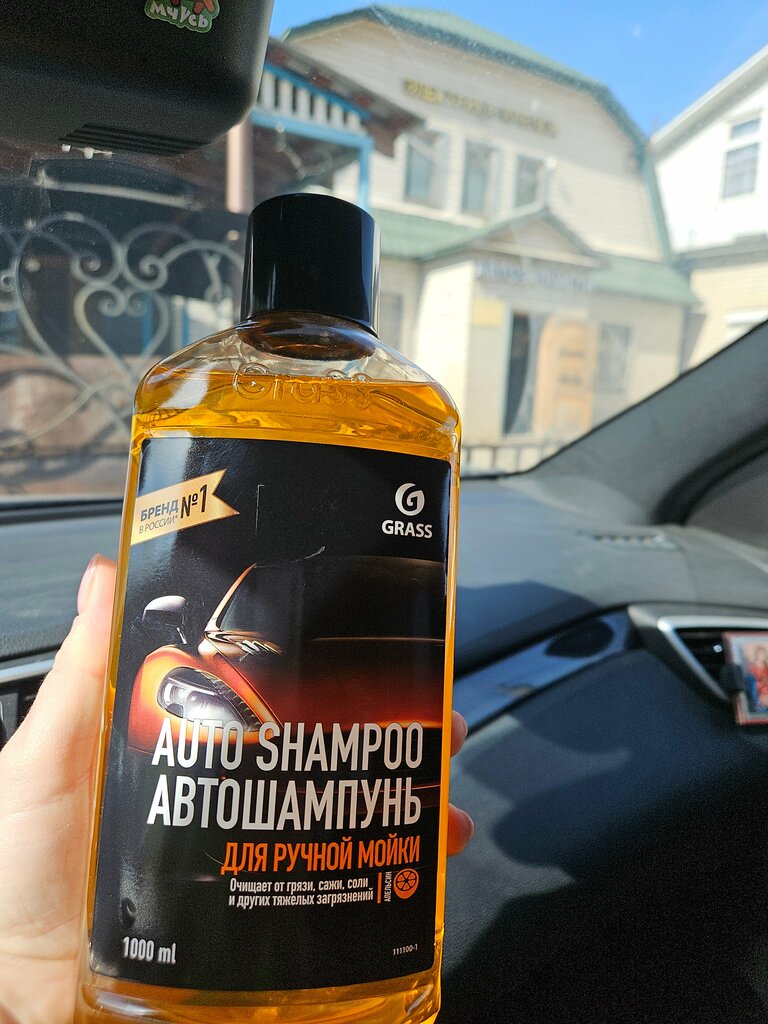 мчусь
Grass
БРЕНД №1
В РОССИИ*
GRASS
AUTO SHAMPOO
АВТОШАМПУНЬ
ДЛЯ РУЧНОЙ МОЙКИ
Очищает от грязи, сажи, соли
и других тяжелых загрязнений
АПЕЛЬСИН
1000 ml
111100-1